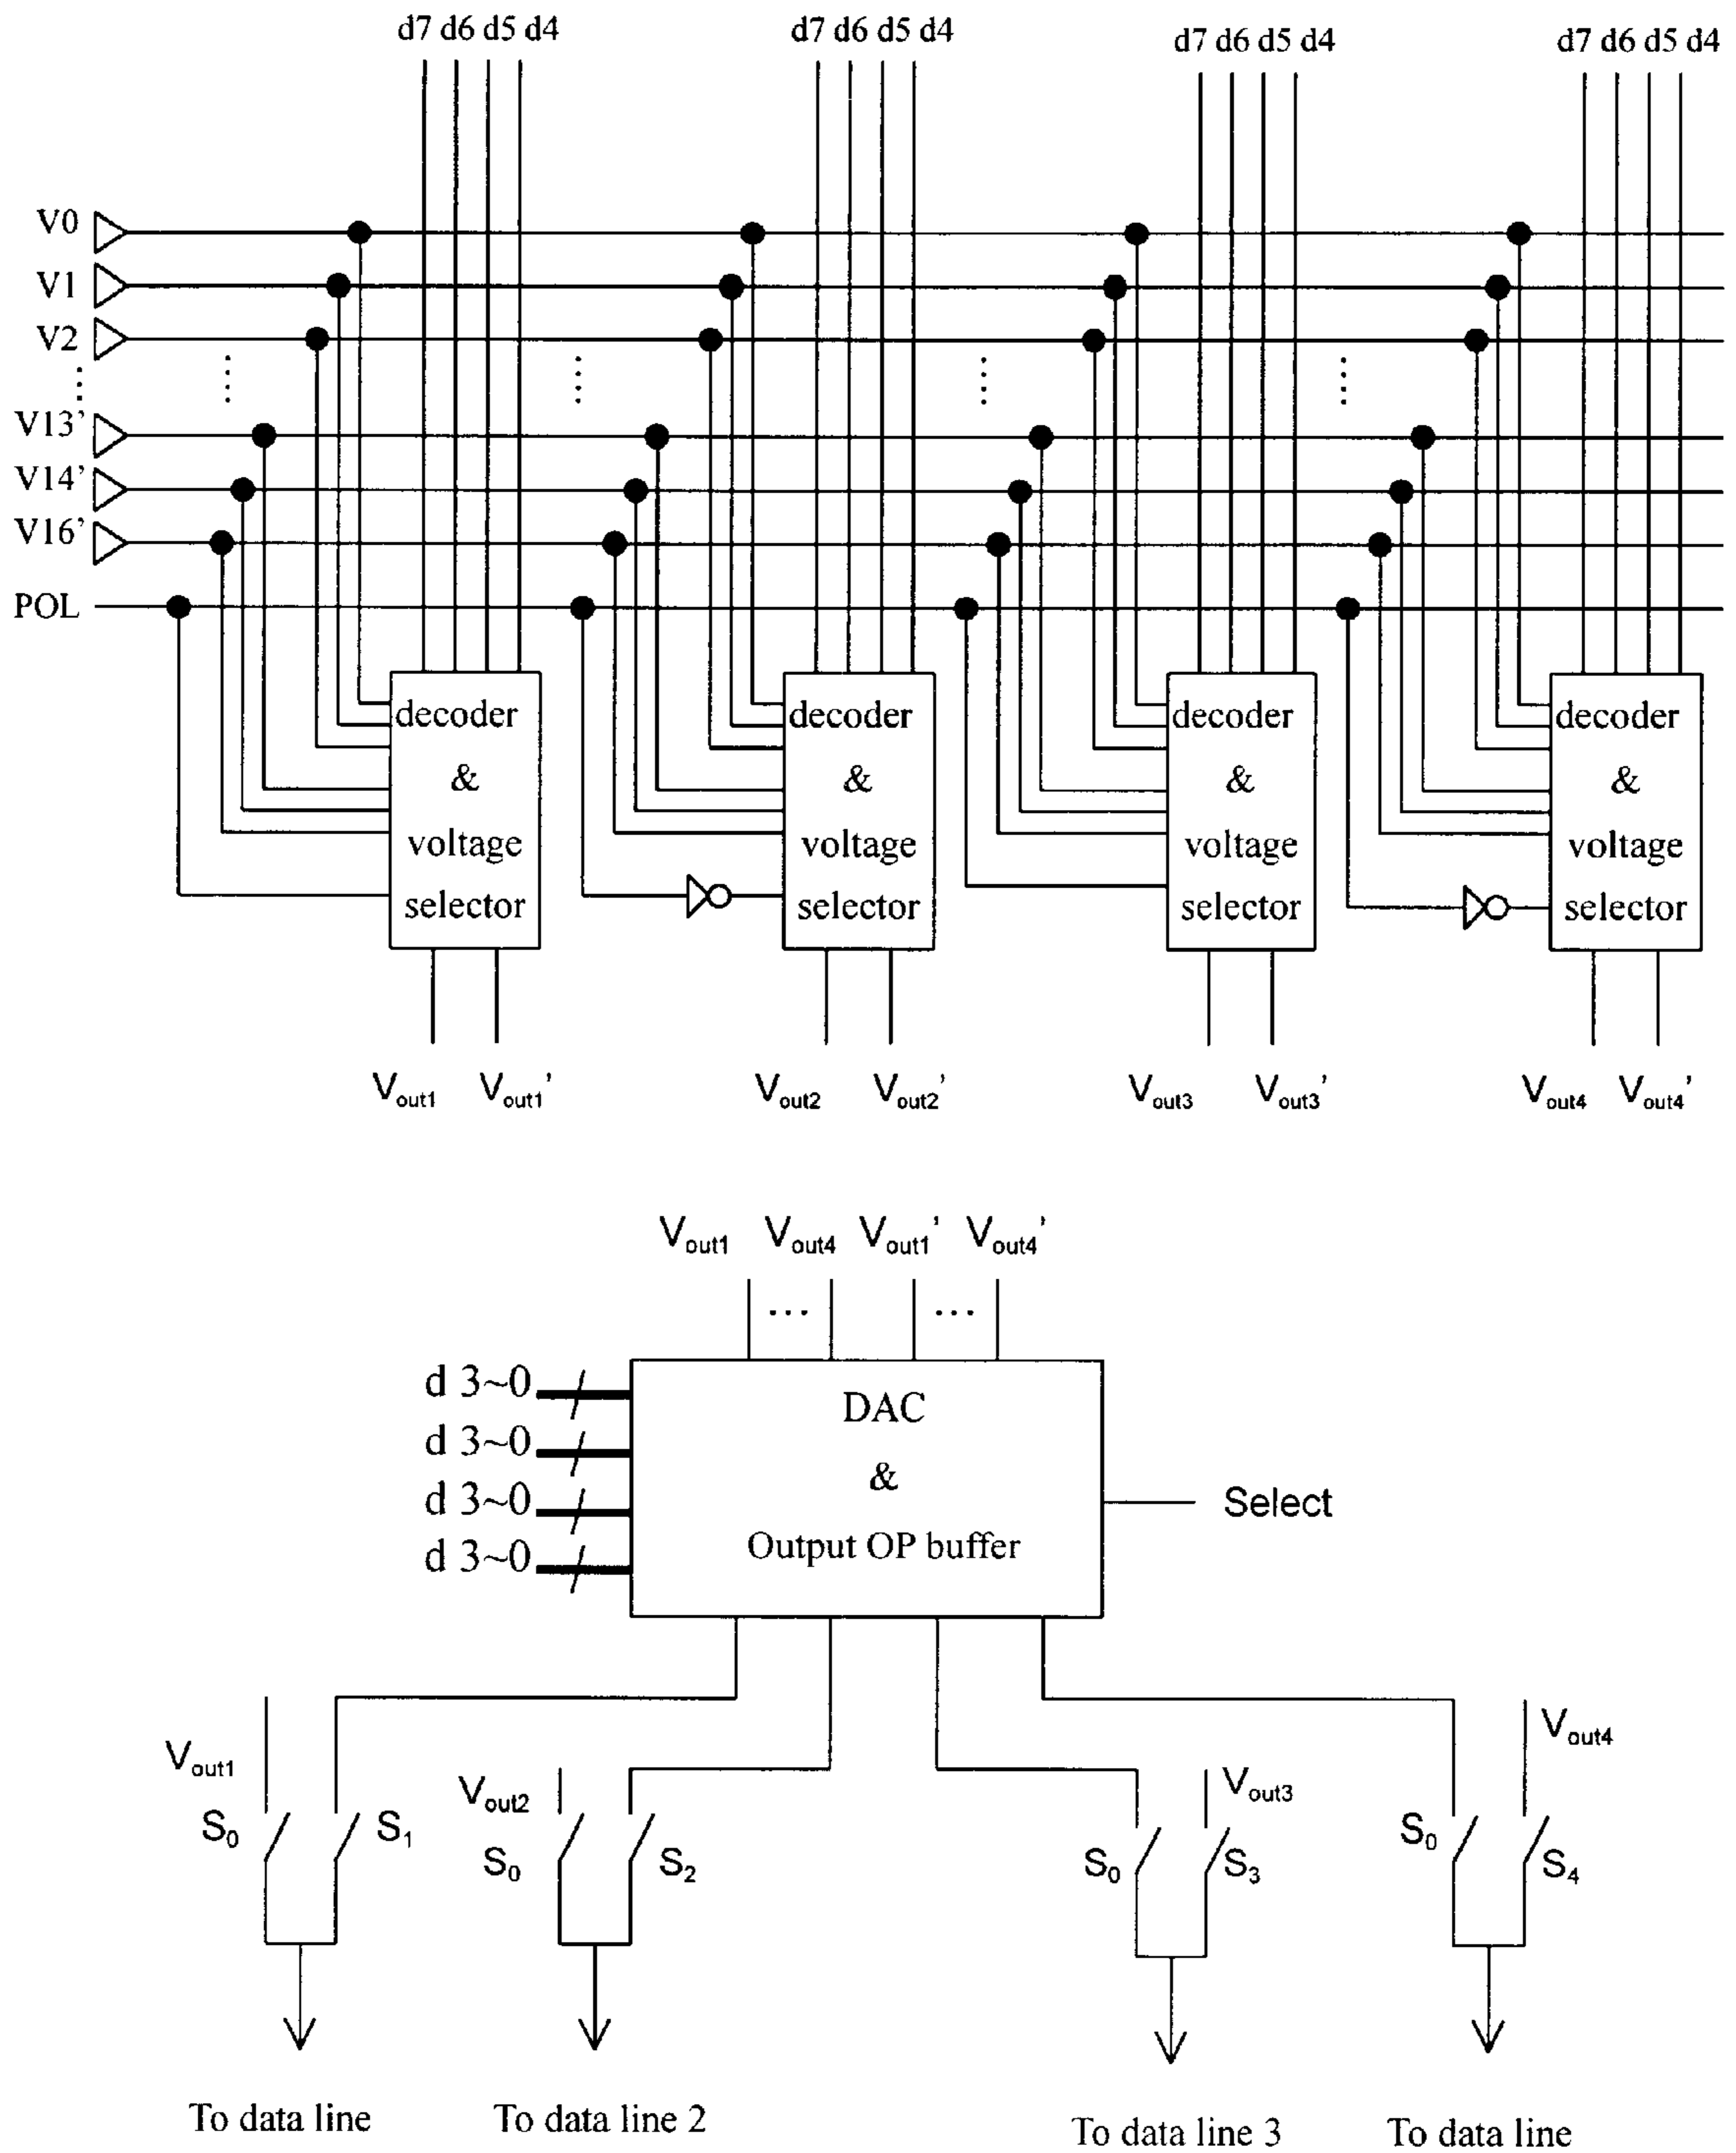 d7 d6 d5 d4 d7 d6 d5 d4 d7 d6 d5 d4 d7 d6 d5 d4
V0
V1
V2
V13'
V14'
V16'
POL
decoder decoder decoder decoder
& & & &
voltage voltage voltage voltage
selector selector selector selector
Vout1 Vout1' Vout2 Vout2' Vout3 Vout3' Vout4 Vout4'
Vout1 Vout4 Vout1' Vout4'
... ...
d 3~0
d 3~0
d 3~0
d 3~0
DAC
&
Output OP buffer
Select
Vout1 Vout2 Vout3 Vout4
S0 S1 S0 S2 S0 S3 S0 S4
To data line To data line 2 To data line 3 To data line